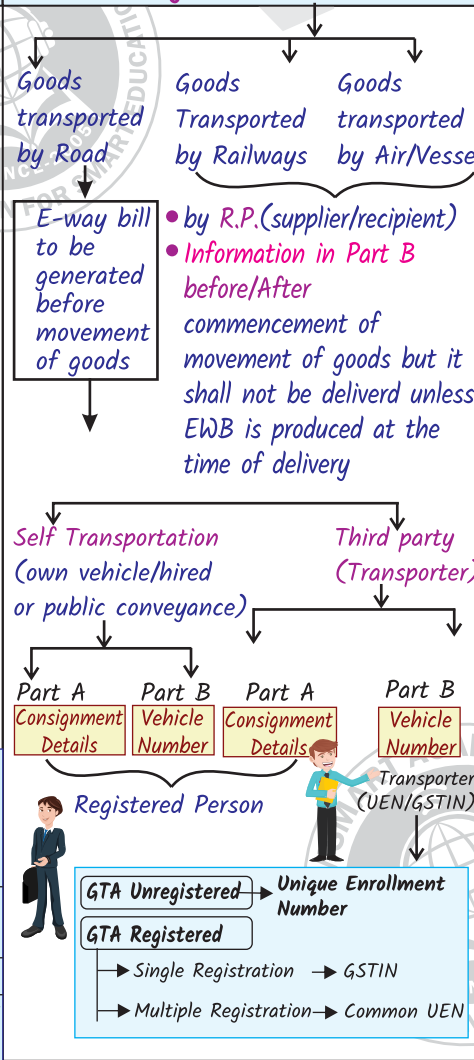 Goods
transported
by Road
Goods
Transported
by Railways
Goods
transported
by Air/Vesse
E-way bill
to be
generated
before
movement
of goods
by R.P.(supplier/recipient)
Information in Part B
before/After
commencement of
movement of goods but it
shall not be deliverd unless
EWB is produced at the
time of delivery
Self Transportation
(own vehicle/hired
or public conveyance)
Third party
(Transporter)
Part A
Consignment
Details
Part B
Vehicle
Number
Part A
Consignment
Details
Part B
Vehicle
Number
Registered Person
Transporter
(UEN/GSTIN)
GTA Unregistered
Unique Enrollment
Number
GTA Registered
Single Registration
GSTIN
Multiple Registration
Common UEN